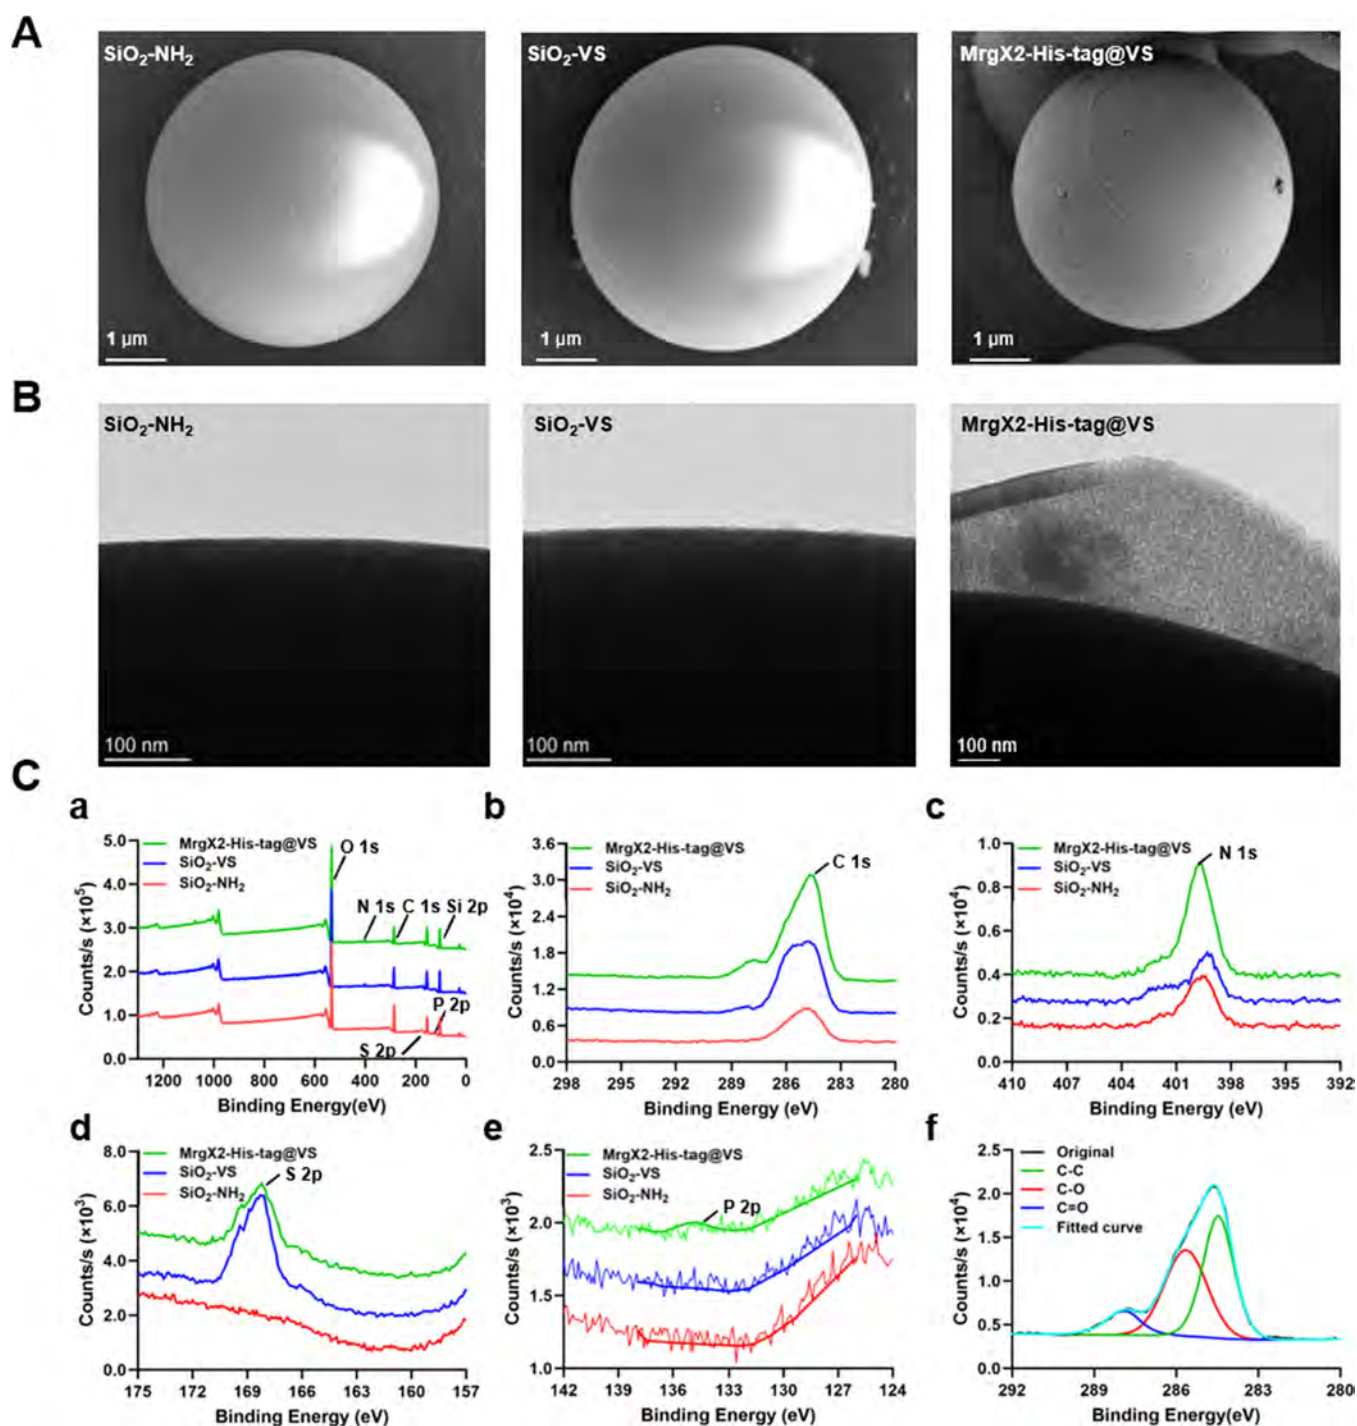 A
SiO₂-NH₂
SiO₂-VS
MrgX2-His-tag@VS
1 μm
1 μm
1 μm
B
SiO₂-NH₂
SiO₂-VS
MrgX2-His-tag@VS
100 nm
100 nm
100 nm
C
a
5.0
4.0
3.0
2.0
1.0
0.0
Counts/s (×10⁵)
MrgX2-His-tag@VS
SiO₂-VS
SiO₂-NH₂
O 1s
N 1s
C 1s
Si 2p
P 2p
S 2p
1200
1000
800
600
400
200
0
Binding Energy(eV)
b
3.6
3.0
1.8
1.2
0.6
0.0
Counts/s (×10⁴)
MrgX2-His-tag@VS
SiO₂-VS
SiO₂-NH₂
C 1s
298
295
292
289
286
283
280
Binding Energy (eV)
c
1.0
0.8
0.4
0.2
0.0
Counts/s (×10⁴)
MrgX2-His-tag@VS
SiO₂-VS
SiO₂-NH₂
N 1s
410
407
404
401
398
395
392
Binding Energy (eV)
d
8.0
6.0
4.0
2.0
0.0
Counts/s (×10³)
MrgX2-His-tag@VS
SiO₂-VS
SiO₂-NH₂
S 2p
175
169
166
163
160
157
Binding Energy (eV)
e
2.5
2.0
1.5
1.0
Counts/s (×10³)
MrgX2-His-tag@VS
SiO₂-VS
SiO₂-NH₂
P 2p
142
139
136
133
130
127
124
Binding Energy (eV)
f
2.5
2.0
1.0
0.5
0.0
Counts/s (×10⁴)
Original
C-C
C-O
C=O
Fitted curve
292
289
286
283
280
Binding Energy (eV)